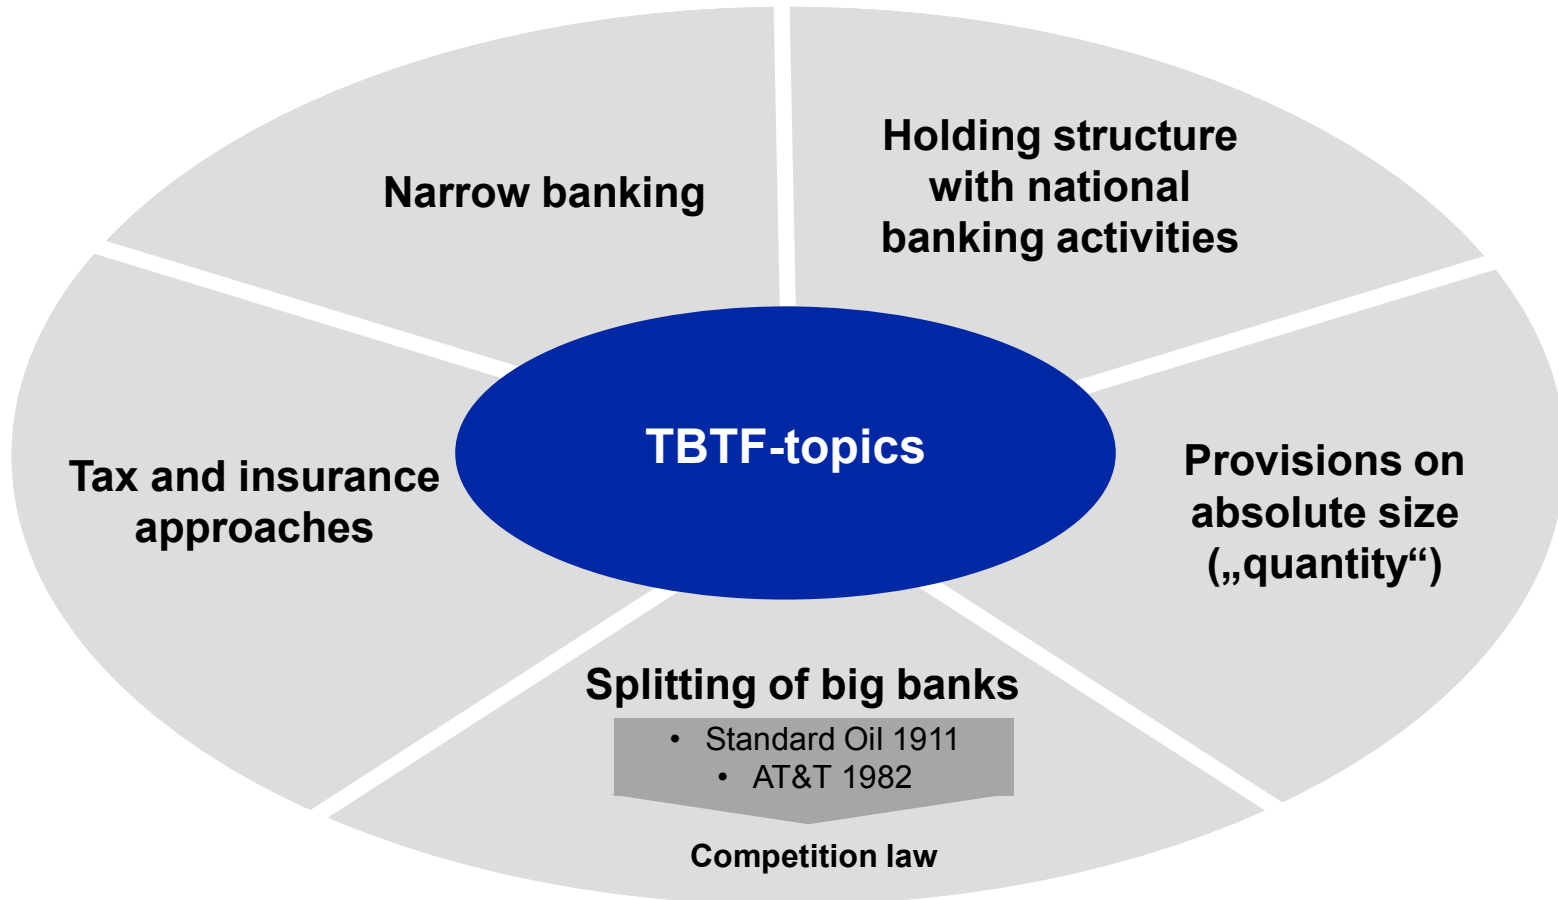 Narrow banking
Holding structure
with national
banking activities
TBTF-topics
Tax and insurance
approaches
Provisions on
absolute size
(„quantity“)
Splitting of big banks
• Standard Oil 1911
• AT&T 1982
Competition law